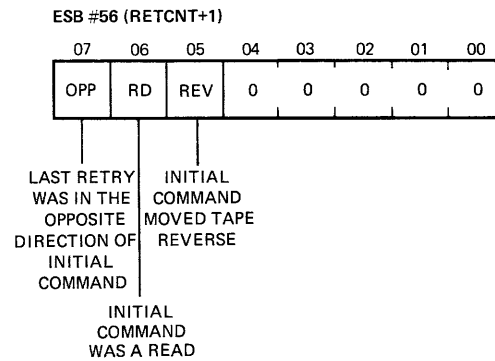 ESB #56 (RETCNT+1)
07 06 05 04 03 02 01 00
OPP RD REV 0 0 0 0 0
LAST RETRY
WAS IN THE
OPPOSITE
DIRECTION OF
INITIAL
COMMAND
INITIAL
COMMAND
MOVED TAPE
REVERSE
INITIAL
COMMAND
WAS A READ